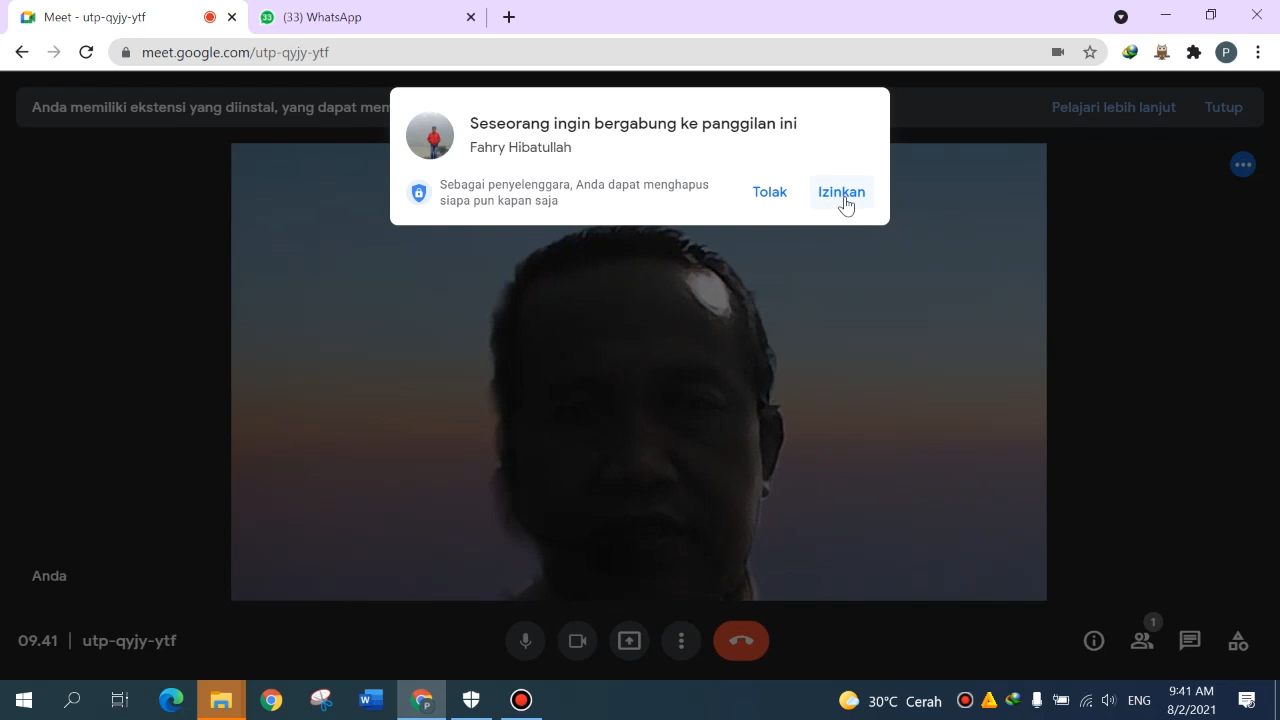 Meet - utp-qyjy-ytf
33
(33) WhatsApp
meet.google.com/utp-qyjy-ytf
P
Anda memiliki ekstensi yang diinstal, yang dapat mem
Pelajari lebih lanjut
Tutup
Seseorang ingin bergabung ke panggilan ini
Fahry Hibatullah
Sebagai penyelenggara, Anda dapat menghapus
siapa pun kapan saja
Tolak
Izinkan
Anda
09.41 | utp-qyjy-ytf
1
30°C Cerah
ENG
9:41 AM
8/2/2021